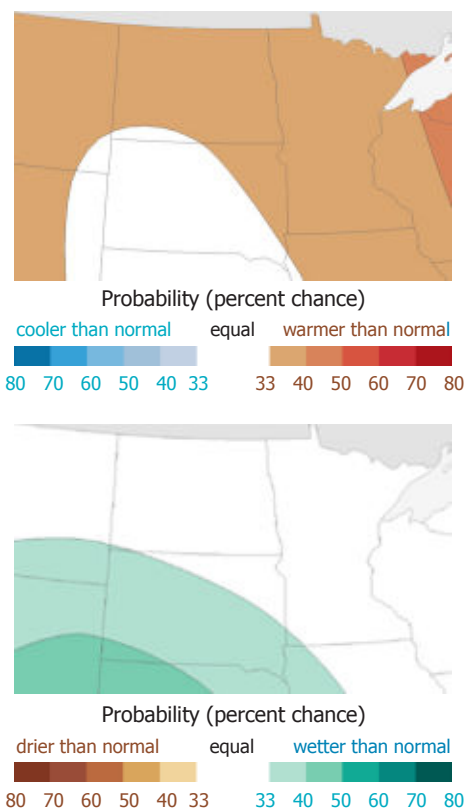 Probability (percent chance)
cooler than normal equal warmer than normal
80 70 60 50 40 33 33 40 50 60 70 80
Probability (percent chance)
drier than normal equal wetter than normal
80 70 60 50 40 33 33 40 50 60 70 80